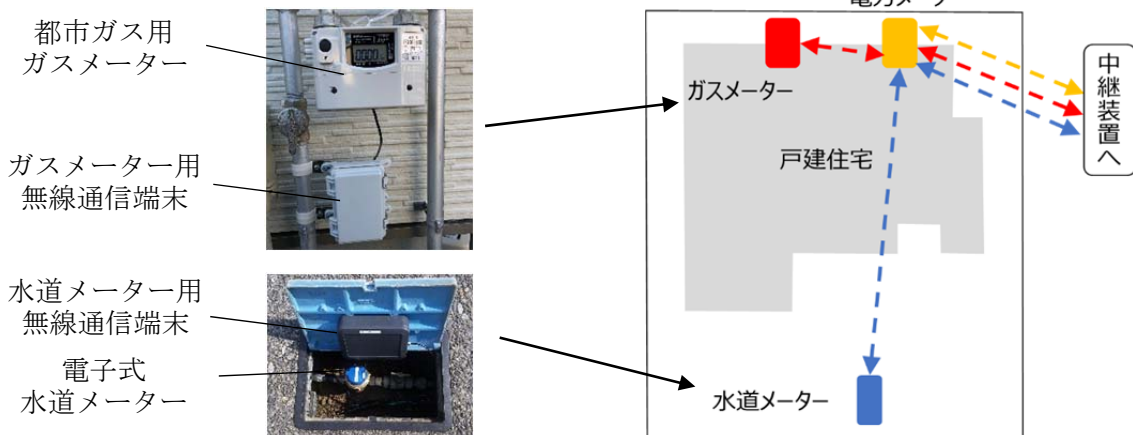 都市ガス用
ガスメーター
ガスメーター用
無線通信端末
水道メーター用
無線通信端末
電子式
水道メーター
ガスメーター
戸建住宅
水道メーター
中継装置へ